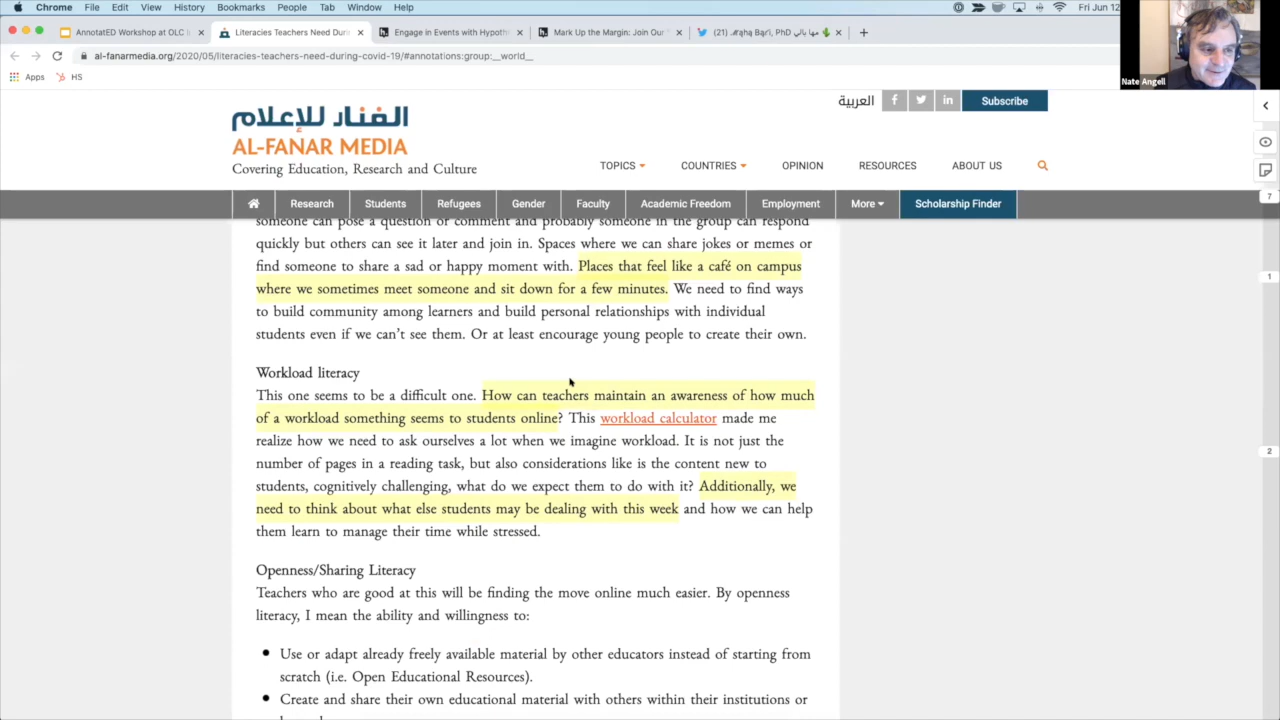 Chrome File Edit View History Bookmarks People Tab Window Help
Fri Jun 12
AnnotatED Workshop at OLC I
Literacies Teachers Need Duri
Engage in Events with Hypoth
Mark Up the Margin: Join Our
al-fanarmedia.org/2020/05/literacies-teachers-need-during-covid-19/#annotations:group:__world__
Apps HS
Nate Angell
العربية
Subscribe
الفنار للإعلام
AL-FANAR MEDIA
Covering Education, Research and Culture
TOPICS COUNTRIES OPINION RESOURCES ABOUT US
Research Students Refugees Gender Faculty Academic Freedom Employment More Scholarship Finder
7
someone can pose a question or comment and probably someone in the group can respond
quickly but others can see it later and join in. Spaces where we can share jokes or memes or
find someone to share a sad or happy moment with. Places that feel like a café on campus
where we sometimes meet someone and sit down for a few minutes. We need to find ways
to build community among learners and build personal relationships with individual
students even if we can't see them. Or at least encourage young people to create their own.
1
Workload literacy
This one seems to be a difficult one. How can teachers maintain an awareness of how much
of a workload something seems to students online? This workload calculator made me
realize how we need to ask ourselves a lot when we imagine workload. It is not just the
number of pages in a reading task, but also considerations like is the content new to
students, cognitively challenging, what do we expect them to do with it? Additionally, we
need to think about what else students may be dealing with this week and how we can help
them learn to manage their time while stressed.
2
Openness/Sharing Literacy
Teachers who are good at this will be finding the move online much easier. By openness
literacy, I mean the ability and willingness to:
Use or adapt already freely available material by other educators instead of starting from
scratch (i.e. Open Educational Resources).
Create and share their own educational material with others within their institutions or